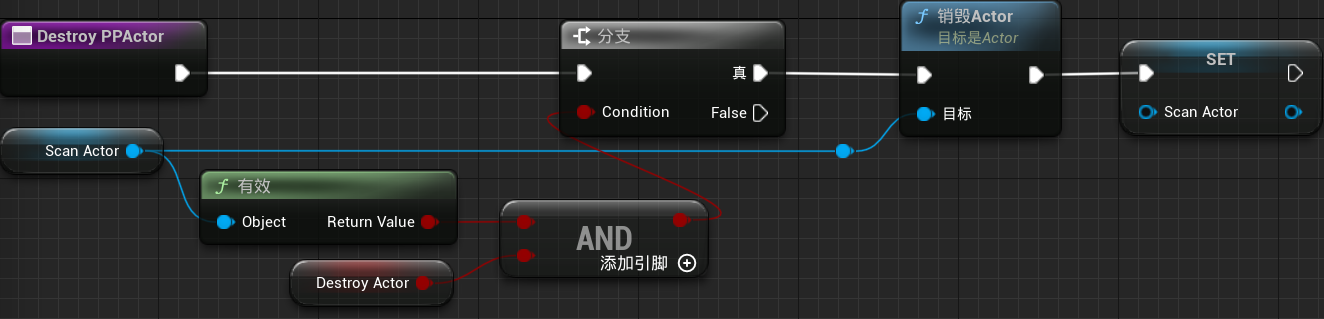 Destroy PPActor
分支
真
Condition
False
销毁Actor
目标是Actor
目标
SET
Scan Actor
Scan Actor
有效
Object
Return Value
AND
添加引脚
Destroy Actor